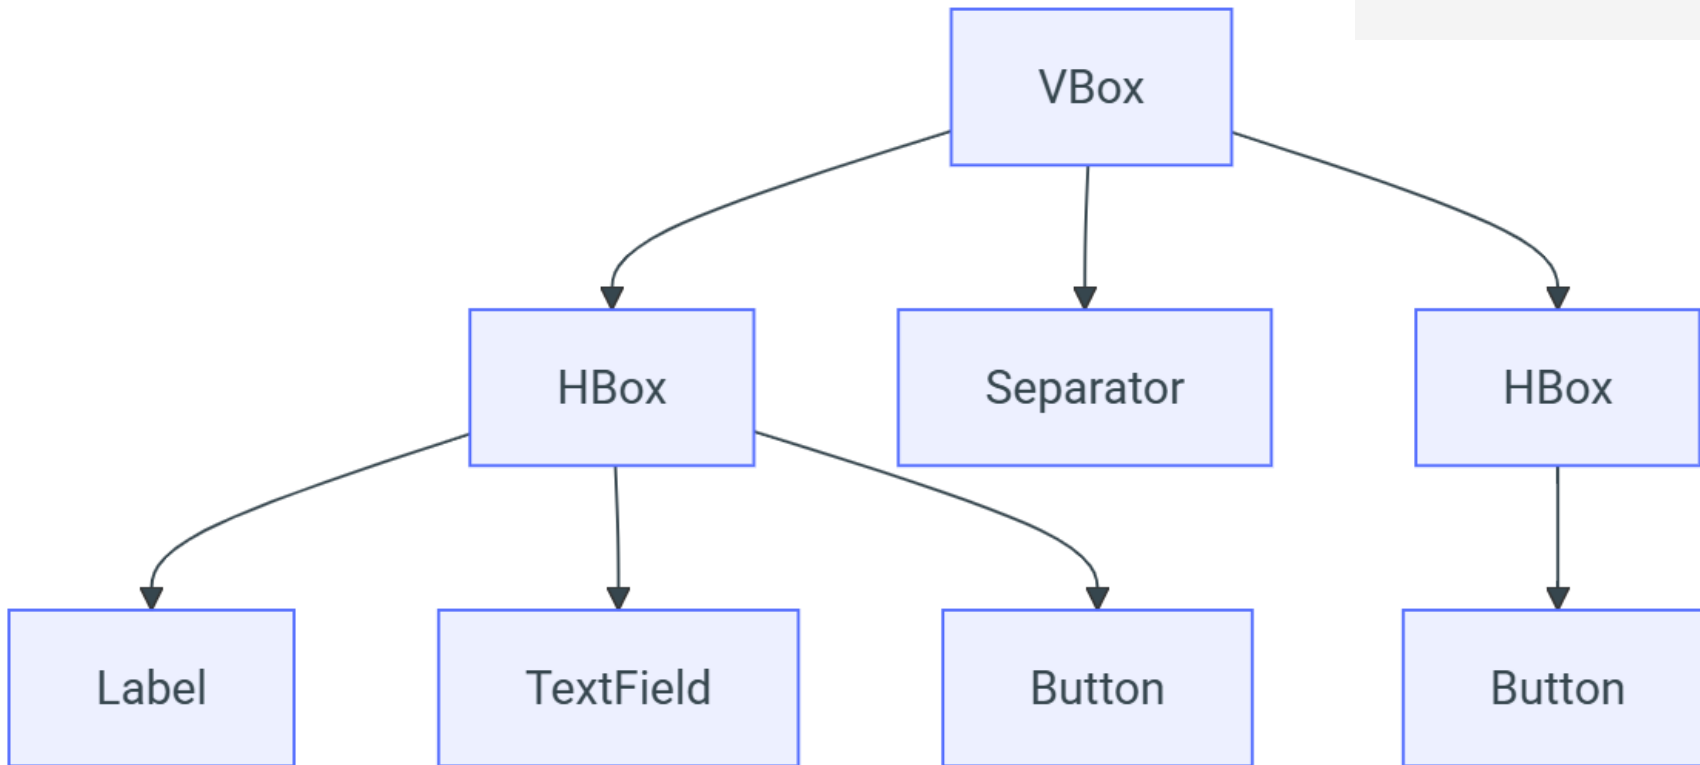 VBox
HBox
Separator
HBox
Label
TextField
Button
Button